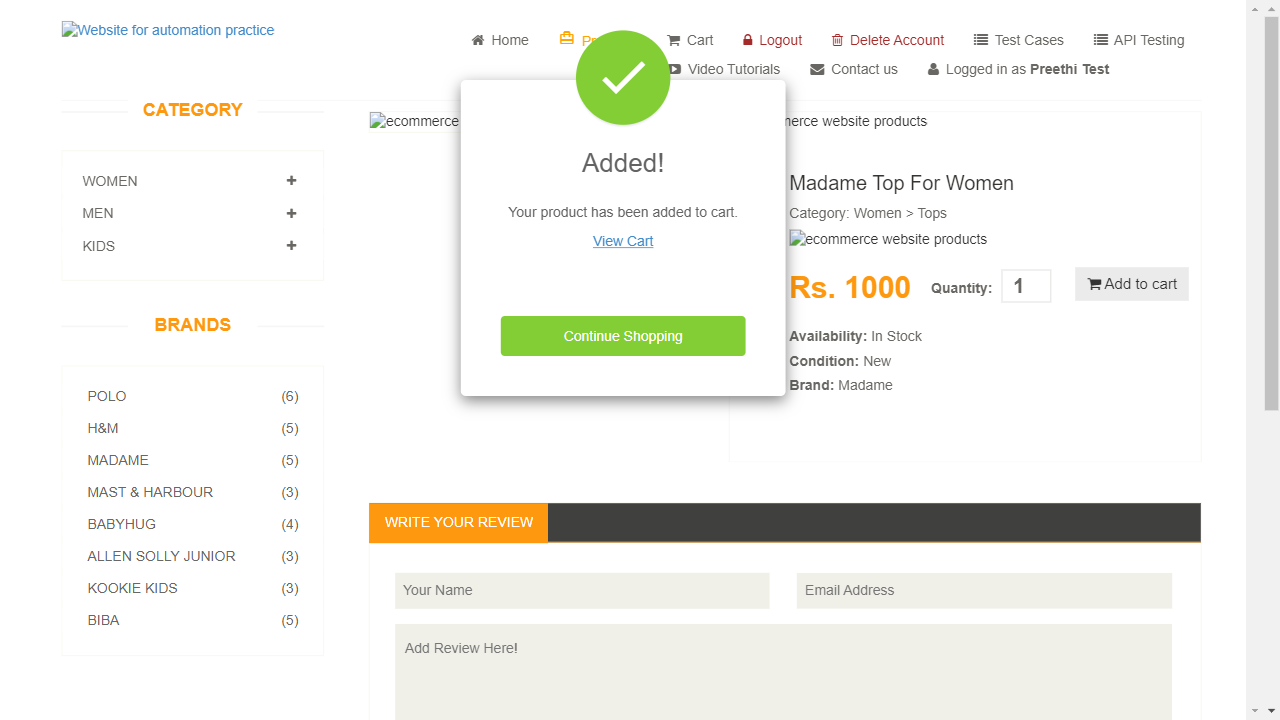 Website for automation practice
Home
Cart
Logout
Delete Account
Test Cases
API Testing
Video Tutorials
Contact us
Logged in as Preethi Test
CATEGORY
WOMEN
MEN
KIDS
BRANDS
POLO (6)
H&M (5)
MADAME (5)
MAST & HARBOUR (3)
BABYHUG (4)
ALLEN SOLLY JUNIOR (3)
KOOKIE KIDS (3)
BIBA (5)
ecommerce
Added!
Your product has been added to cart.
View Cart
Continue Shopping
website products
Madame Top For Women
Category: Women > Tops
ecommerce website products
Rs. 1000
Quantity: 1
Add to cart
Availability: In Stock
Condition: New
Brand: Madame
WRITE YOUR REVIEW
Your Name
Email Address
Add Review Here!